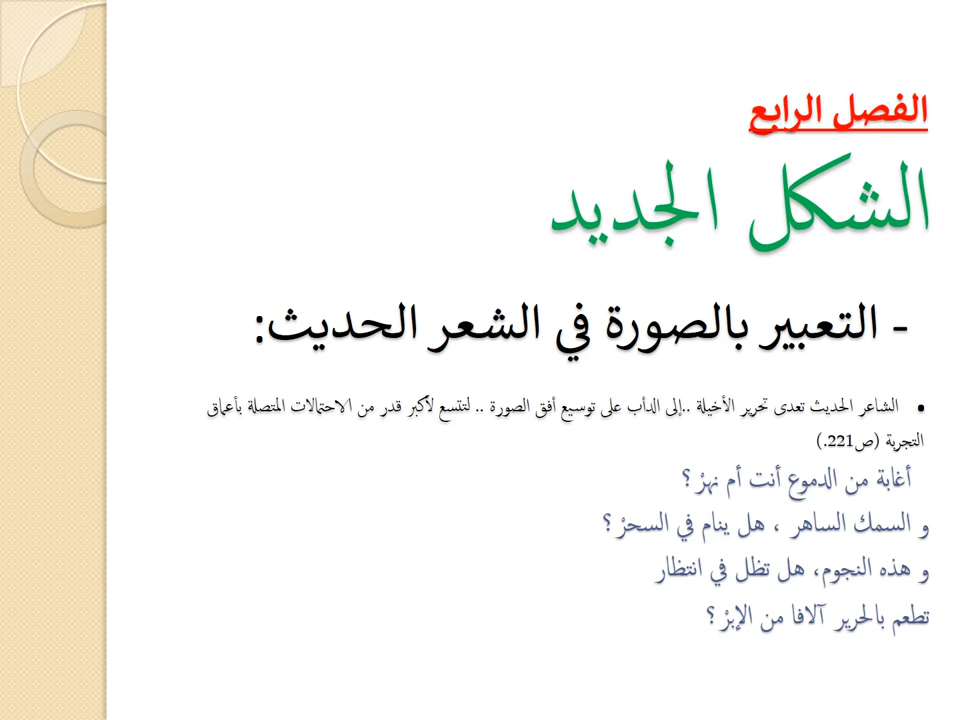 الفصل الرابع
الشكل الجديد
- التعبير بالصورة في الشعر الحديث:
• الشاعر الحديث تعدى تحرير الأخيلة ..إلى الدأب على توسيع أفق الصورة .. لتتسع لأكبر قدر من الاحتمالات المتصلة بأعماق
التجربة (ص221.)
أغابة من الدموع أنت أم نهرْ ؟
و السمك الساهر ، هل ينام في السحرْ ؟
و هذه النجوم، هل تظل في انتظار
تطعم بالحرير آلافا من الإبرْ ؟